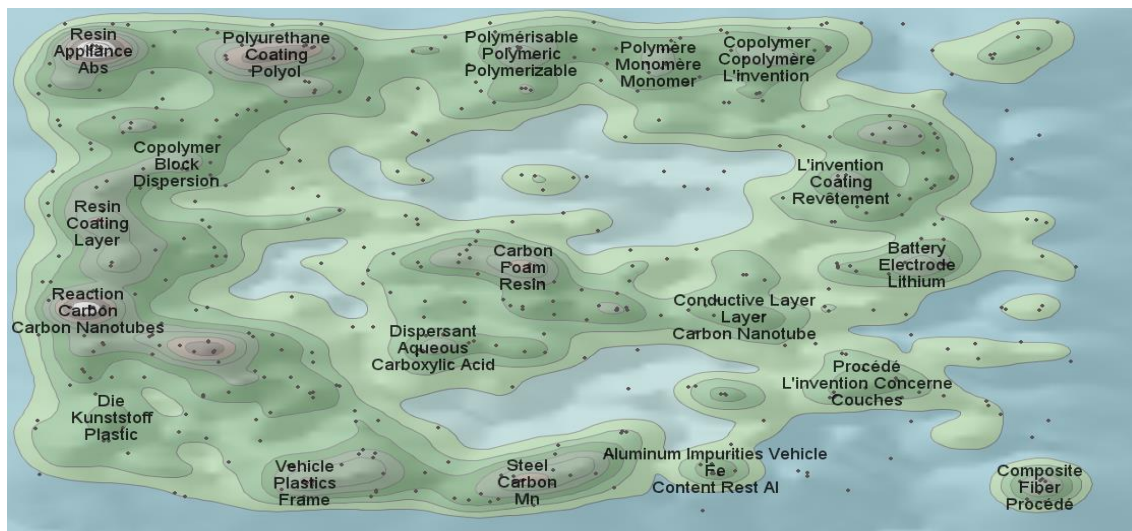 Resin
Appliance
Abs
Polyurethane
Coating
Polyol
Polymérisable
Polymeric
Polymerizable
Polymère
Monomère
Monomer
Copolymer
Copolymère
L'invention
Copolymer
Block
Dispersion
L'invention
Coating
Revêtement
Resin
Coating
Layer
Carbon
Foam
Resin
Battery
Electrode
Lithium
Reaction
Carbon
Carbon Nanotubes
Conductive Layer
Layer
Carbon Nanotube
Dispersant
Aqueous
Carboxylic Acid
Procédé
L'invention Concerne
Couches
Die
Kunststoff
Plastic
Vehicle
Plastics
Frame
Steel
Carbon
Mn
Aluminum Impurities Vehicle
Fe
Content Rest Al
Composite
Fiber
Procédé